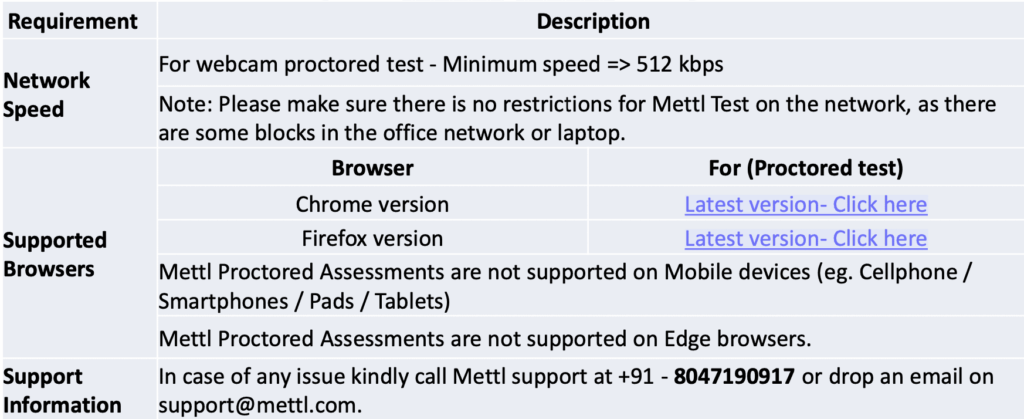 Requirement Description
Network Speed
For webcam proctored test - Minimum speed => 512 kbps
Note: Please make sure there is no restrictions for Mettl Test on the network, as there
are some blocks in the office network or laptop.
Supported Browsers
Browser For (Proctored test)
Chrome version Latest version- Click here
Firefox version Latest version- Click here
Mettl Proctored Assessments are not supported on Mobile devices (eg. Cellphone /
Smartphones / Pads / Tablets)
Mettl Proctored Assessments are not supported on Edge browsers.
Support Information
In case of any issue kindly call Mettl support at +91 - 8047190917 or drop an email on
support@mettl.com.